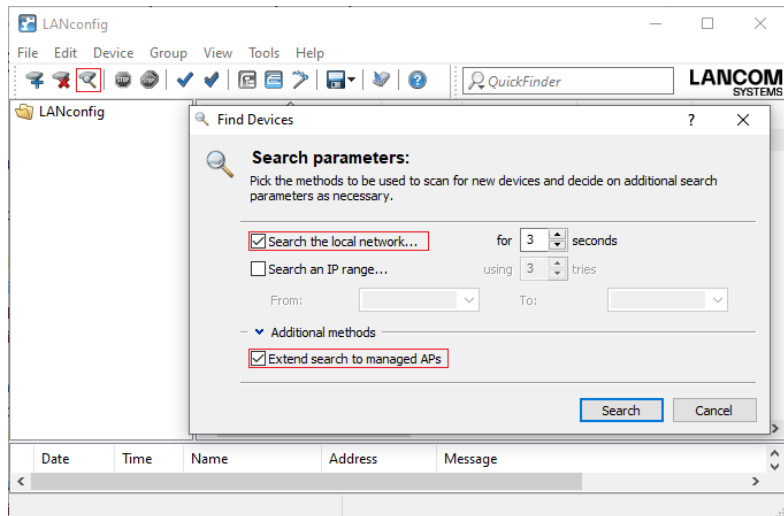 LANconfig
File Edit Device Group View Tools Help
STOP STOP QuickFinder LANCOM
SYSTEMS
LANconfig
Find Devices ?
Search parameters:
Pick the methods to be used to scan for new devices and decide on additional search
parameters as necessary.
Search the local network... for 3 seconds
Search an IP range... using 3 tries
From: To:
Additional methods
Extend search to managed APs
Search Cancel
Date Time Name Address Message